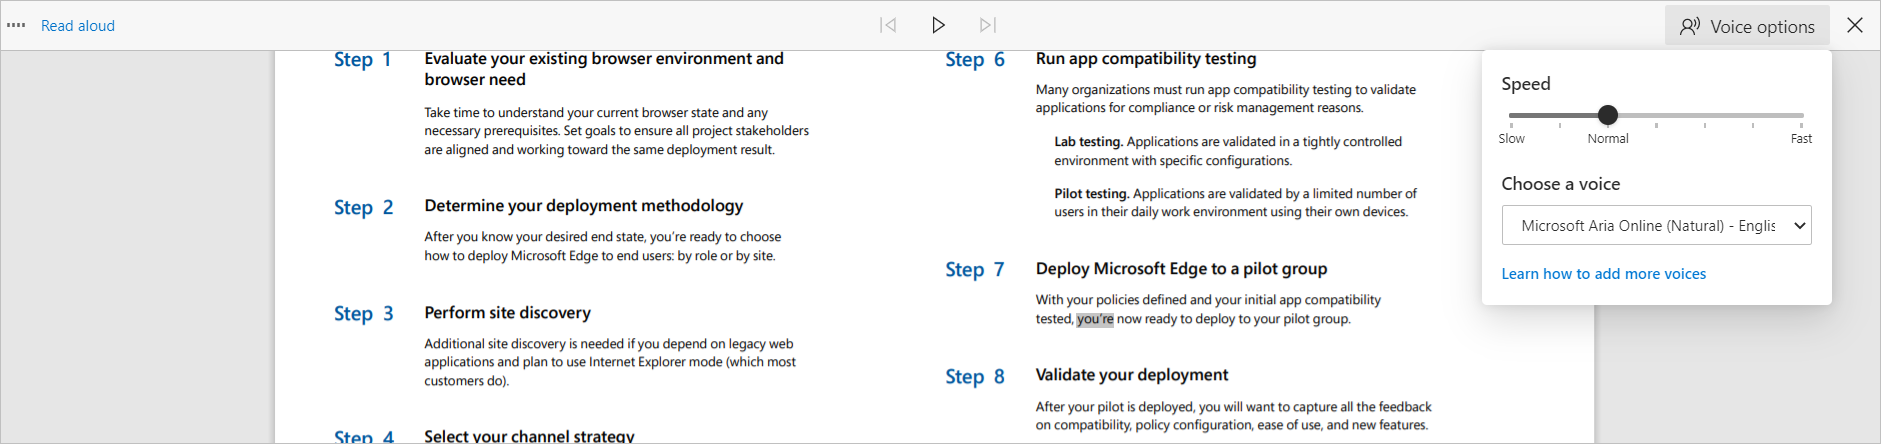 Read aloud
Voice options
Step 1
Evaluate your existing browser environment and
browser need
Take time to understand your current browser state and any
necessary prerequisites. Set goals to ensure all project stakeholders
are aligned and working toward the same deployment result.
Step 2
Determine your deployment methodology
After you know your desired end state, you're ready to choose
how to deploy Microsoft Edge to end users: by role or by site.
Step 3
Perform site discovery
Additional site discovery is needed if you depend on legacy web
applications and plan to use Internet Explorer mode (which most
customers do).
Step 4
Select your channel strategy
Step 6
Run app compatibility testing
Many organizations must run app compatibility testing to validate
applications for compliance or risk management reasons.
Lab testing. Applications are validated in a tightly controlled
environment with specific configurations.
Pilot testing. Applications are validated by a limited number of
users in their daily work environment using their own devices.
Step 7
Deploy Microsoft Edge to a pilot group
With your policies defined and your initial app compatibility
tested, you're now ready to deploy to your pilot group.
Step 8
Validate your deployment
After your pilot is deployed, you will want to capture all the feedback
on compatibility, policy configuration, ease of use, and new features.
Speed
Slow
Normal
Fast
Choose a voice
Microsoft Aria Online (Natural) - Englis
Learn how to add more voices